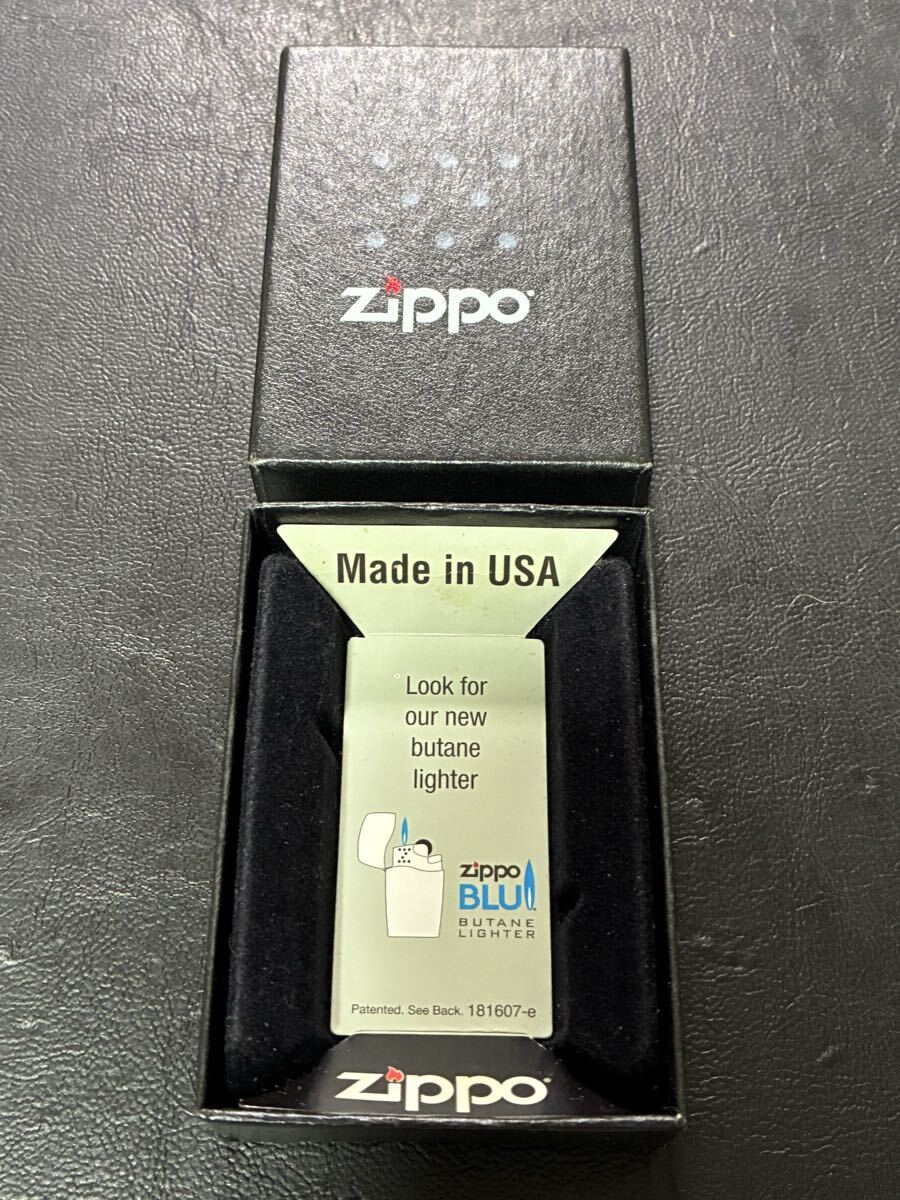 zippo
Made in USA
Look for
our new
butane
lighter
zippo
BLU
BUTANE
LIGHTER
Patented. See Back. 181607-e
zippo